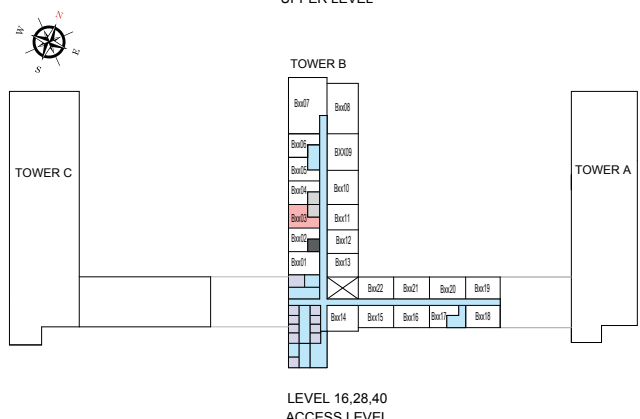 UPPER LEVEL
N
W
E
S
TOWER B
Bxx07
Bxx08
Bxx06
BXX09
Bxx05
TOWER C
TOWER A
Bxx04
Bxx10
Bxx03
Bxx11
Bxx02
Bxx12
Bxx01
Bxx13
Bxx22
Bxx21
Bxx20
Bxx19
Bxx14
Bxx15
Bxx16
Bxx17
Bxx18
LEVEL 16,28,40
ACCESS LEVEL